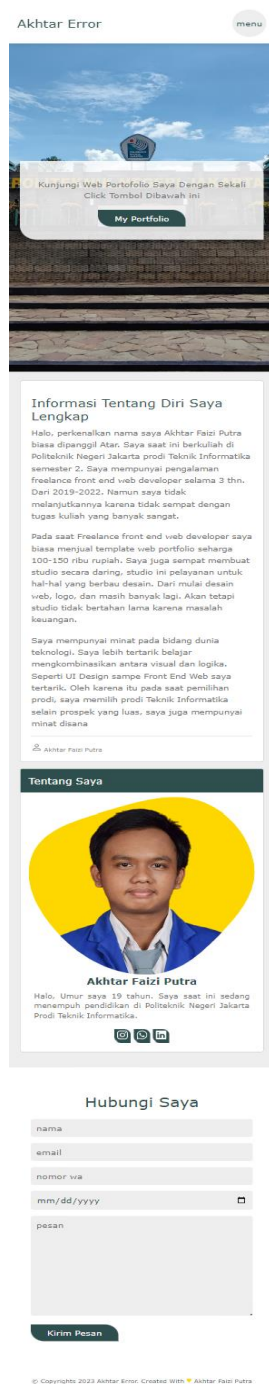 Akhtar Error
menu
Kunjungi Web Portofolio Saya Dengan Sekali
Click Tombol Dibawah ini
My Portfolio
Informasi Tentang Diri Saya
Lengkap
Halo, perkenalkan nama saya Akhtar Faizi Putra
biasa dipanggil Atar. Saya saat ini berkuliah di
Politeknik Negeri Jakarta prodi Teknik Informatika
semester 2. Saya mempunyai pengalaman
freelance front end web developer selama 3 thn.
Dari 2019-2022. Namun saya tidak
melanjutkannya karena tidak sempat dengan
tugas kuliah yang banyak sangat.
Pada saat Freelance front end web developer saya
biasa menjual template web portfolio seharga
100-150 ribu rupiah. Saya juga sempat membuat
studio secara daring, studio ini pelayanan untuk
hal-hal yang berbau desain. Dari mulai desain
web, logo, dan masih banyak lagi. Akan tetapi
studio tidak bertahan lama karena masalah
keuangan.
Saya mempunyai minat pada bidang dunia
teknologi. Saya lebih tertarik belajar
mengkombinasikan antara visual dan logika.
Seperti UI Design sampe Front End Web saya
tertarik. Oleh karena itu pada saat pemilihan
prodi, saya memilih prodi Teknik Informatika
selain prospek yang luas, saya juga mempunyai
minat disana
Akhtar Faizi Putra
Tentang Saya
Akhtar Faizi Putra
Halo, Umur saya 19 tahun. Saya saat ini sedang
menempuh pendidikan di Politeknik Negeri Jakarta
Prodi Teknik Informatika.
Hubungi Saya
nama
email
nomor wa
mm/dd/yyyy
pesan
Kirim Pesan
© Copyrights 2023 Akhtar Error. Created With 💛 Akhtar Faizi Putra